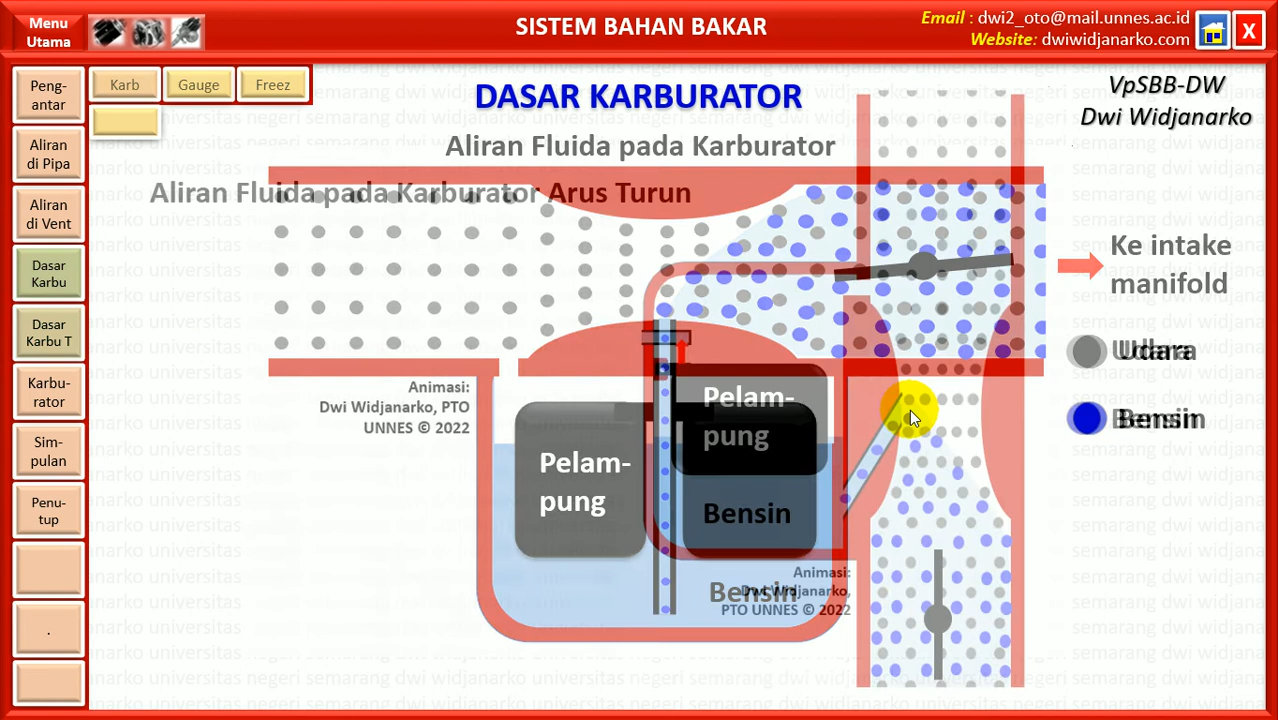 Menu
Utama
SISTEM BAHAN BAKAR
Email : dwi2_oto@mail.unnes.ac.id
Website: dwiwidjanarko.com
X
Peng-
antar
Aliran
di Pipa
Aliran
di Vent
Dasar
Karbu
Dasar
Karbu T
Karbu-
rator
Sim-
pulan
Penu-
tup
.
Karb
Gauge
Freez
DASAR KARBURATOR
VpSBB-DW
Dwi Widjanarko
Aliran Fluida pada Karburator
Aliran Fluida pada Karburator Arus Turun
Ke intake
manifold
Udara
Bensin
Animasi:
Dwi Widjanarko, PTO
UNNES © 2022
Pelam-
pung
Pelam-
pung
Bensin
Bensin
Animasi:
Dwi Widjanarko,
PTO UNNES © 2022